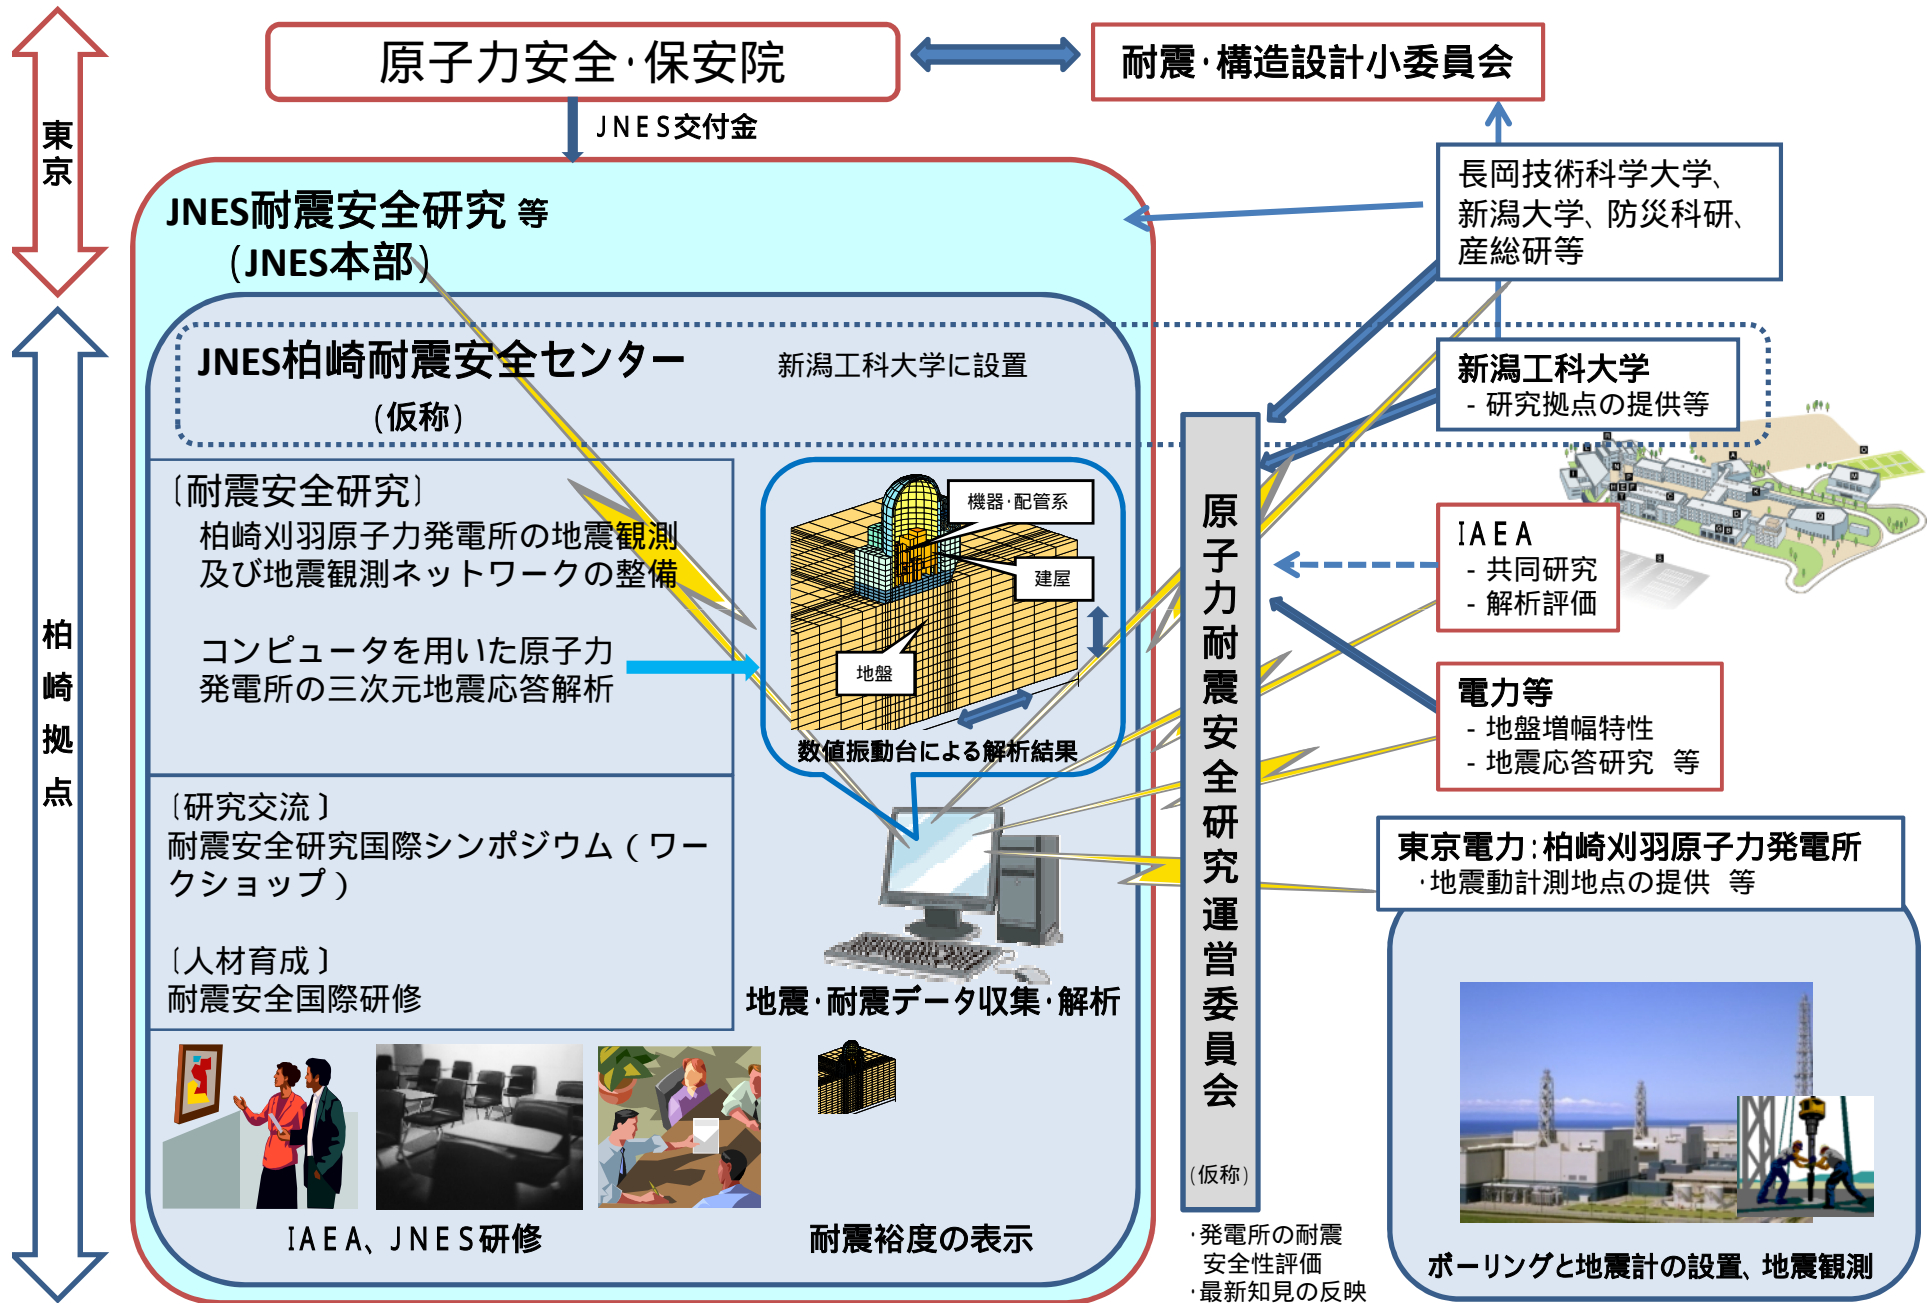 原子力安全･保安院
耐震･構造設計小委員会
JNES交付金
東京
JNES耐震安全研究 等
(JNES本部)
長岡技術科学大学、
新潟大学、防災科研、
産総研等
JNES柏崎耐震安全センター
新潟工科大学に設置
(仮称)
新潟工科大学
- 研究拠点の提供等
柏崎拠点
〔耐震安全研究〕
柏崎刈羽原子力発電所の地震観測
及び地震観測ネットワークの整備
コンピュータを用いた原子力
発電所の三次元地震応答解析
機器･配管系
建屋
地盤
数値振動台による解析結果
原子力耐震安全研究運営委員会
(仮称)
IAEA
- 共同研究
- 解析評価
電力等
- 地盤増幅特性
- 地震応答研究 等
〔研究交流〕
耐震安全研究国際シンポジウム(ワー
クショップ)
〔人材育成〕
耐震安全国際研修
地震･耐震データ収集･解析
東京電力:柏崎刈羽原子力発電所
･地震動計測地点の提供 等
IAEA、JNES研修
耐震裕度の表示
･発電所の耐震
安全性評価
･最新知見の反映
ボーリングと地震計の設置、地震観測